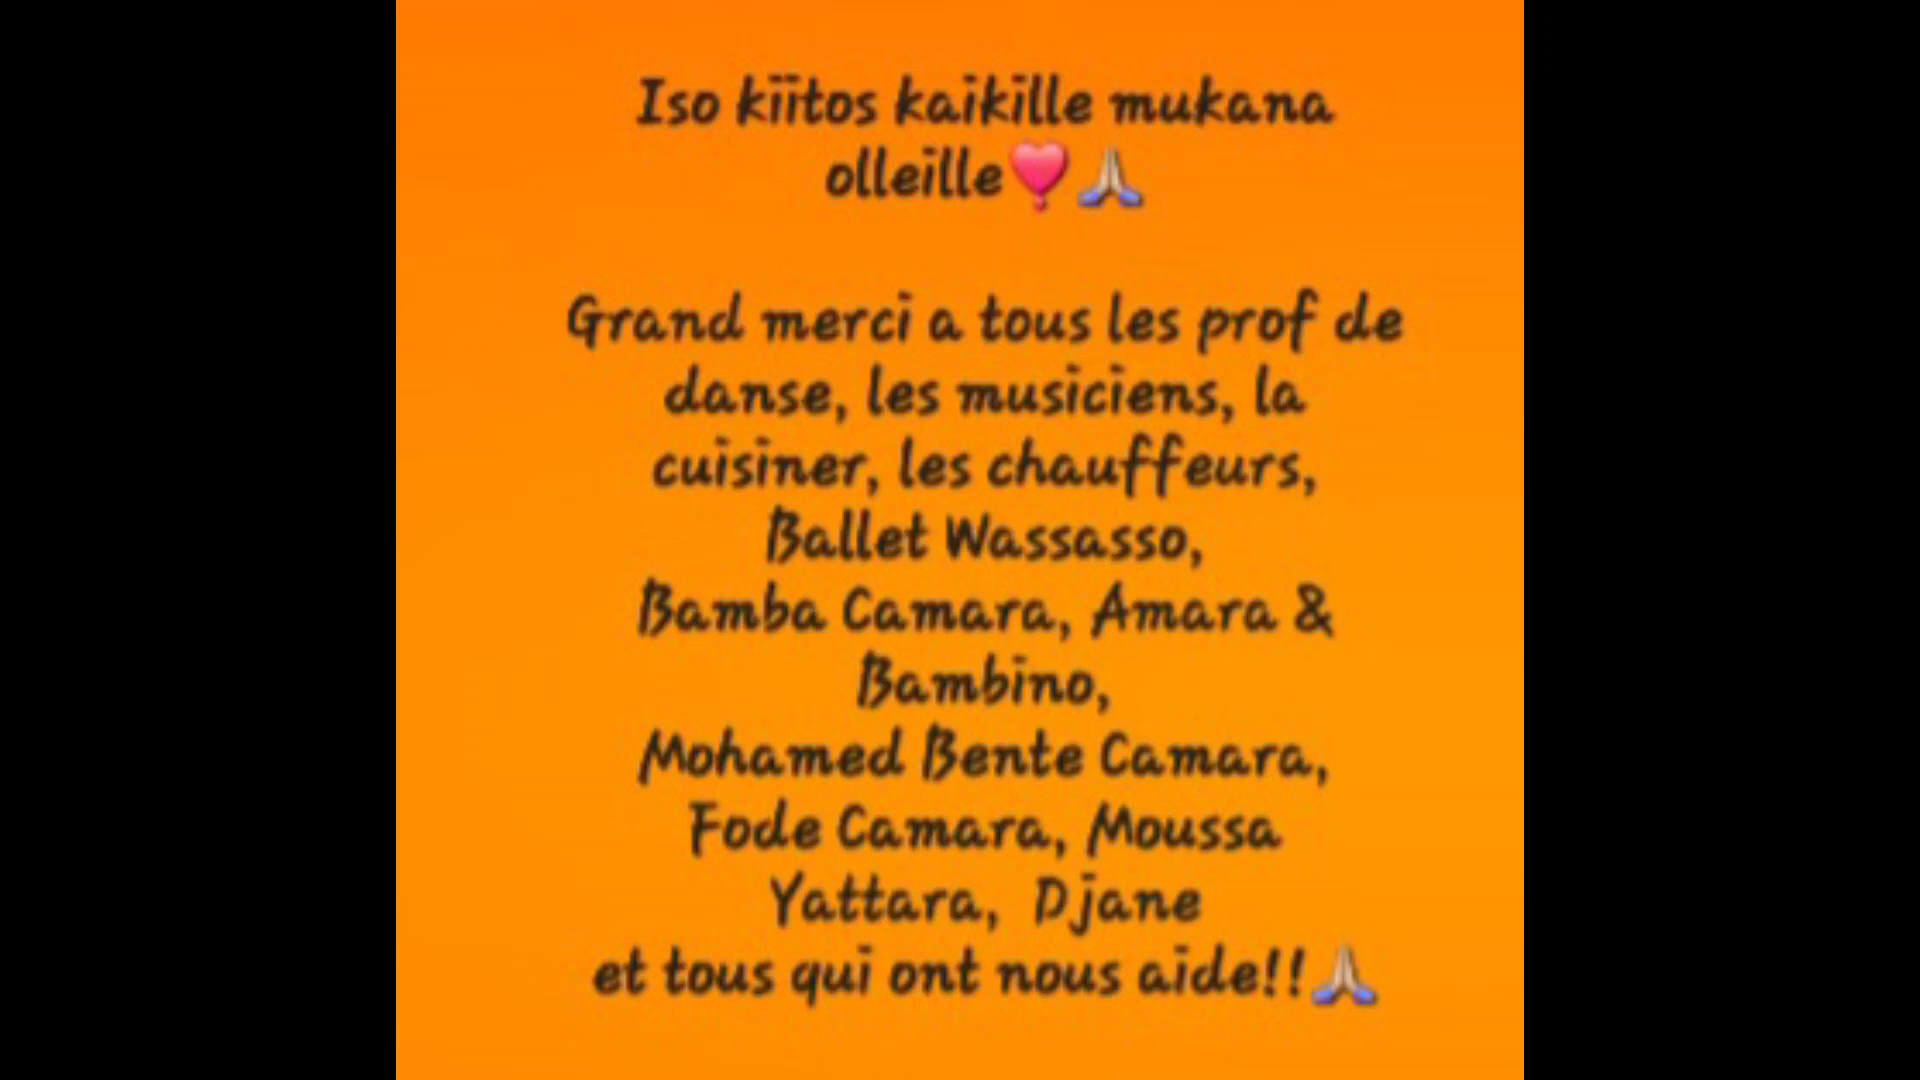 Iso kiitos kaikille mukana
olleille❣️🙏🏼
Grand merci a tous les prof de
danse, les musiciens, la
cuisiner, les chauffeurs,
Ballet Wassasso,
Bamba Camara, Amara &
Bambino,
Mohamed Bente Camara,
Fode Camara, Moussa
Yattara, Djane
et tous qui ont nous aide!!🙏🏼